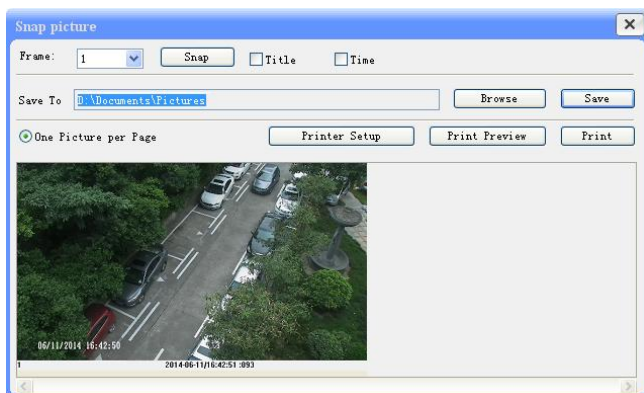 Snap picture
Frame: 1 Snap Title Time
Save To D:\Documents\Pictures Browse Save
One Picture per Page Printer Setup Print Preview Print
06/11/2014 16:42:50
1 2014-06-11/16:42:51 :093